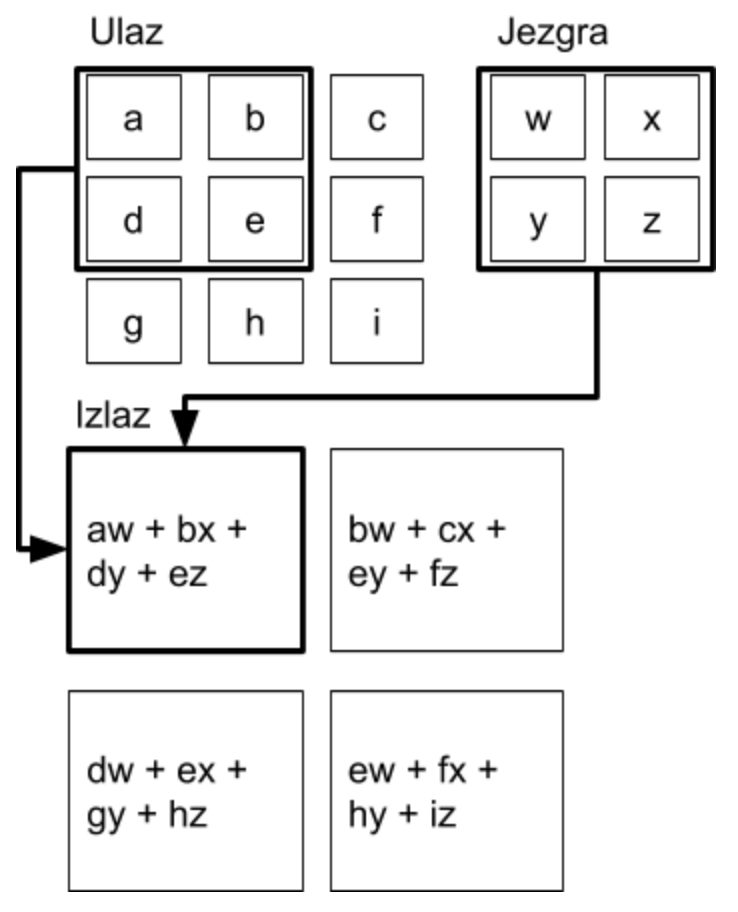 Ulaz
Jezgra
a b c
w x
d e f
y z
g h i
Izlaz
aw + bx +
dy + ez
bw + cx +
ey + fz
dw + ex +
gy + hz
ew + fx +
hy + iz